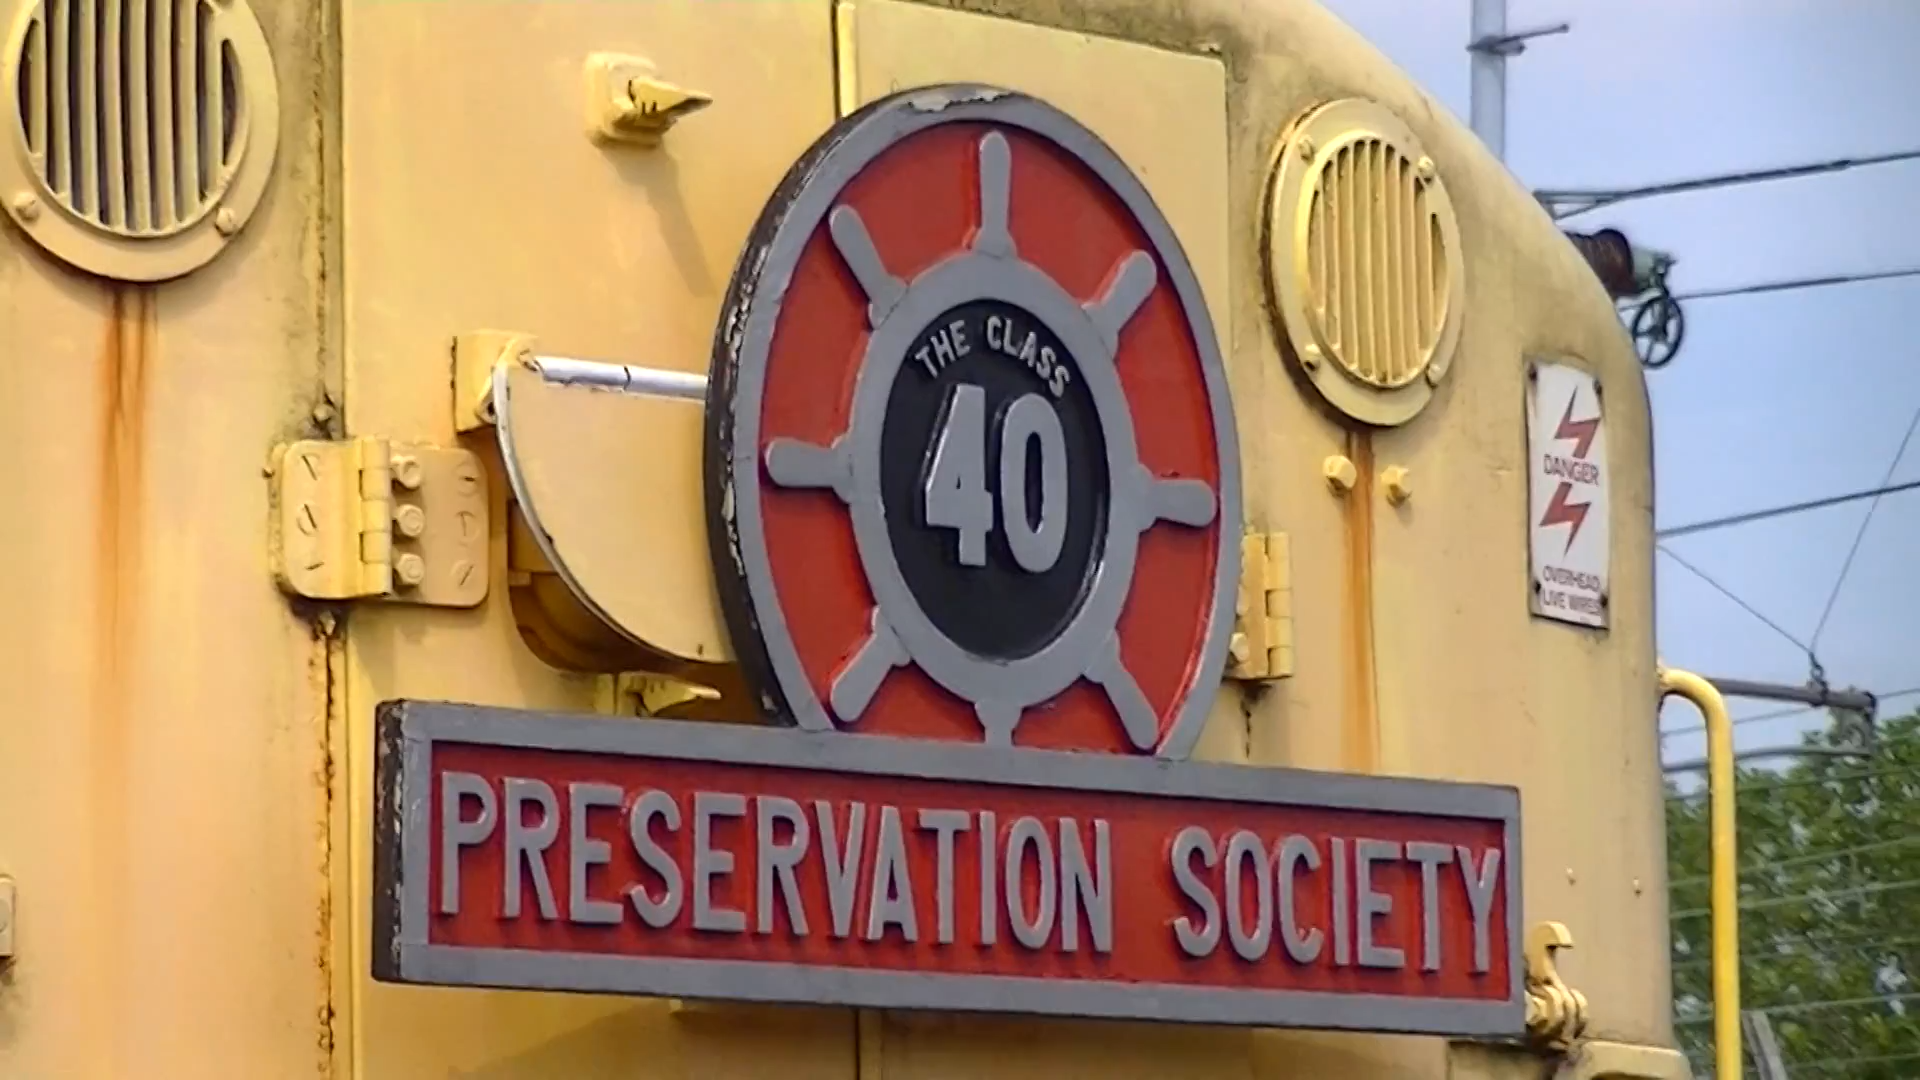 THE CLASS
40
PRESERVATION SOCIETY
DANGER
OVERHEAD
LIVE WIRES